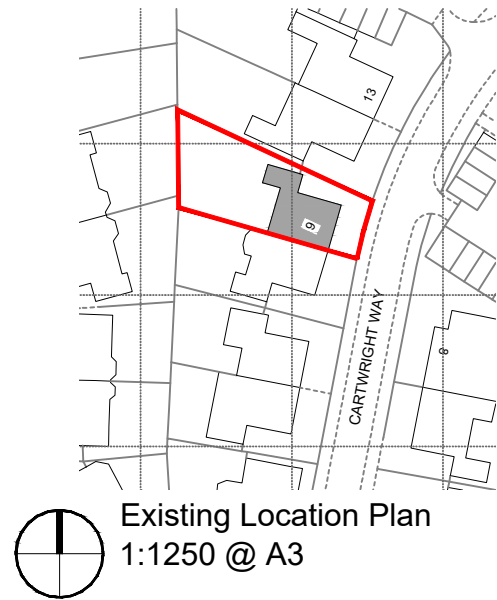 13
9
CARTWRIGHT WAY
8
Existing Location Plan
1:1250 @ A3